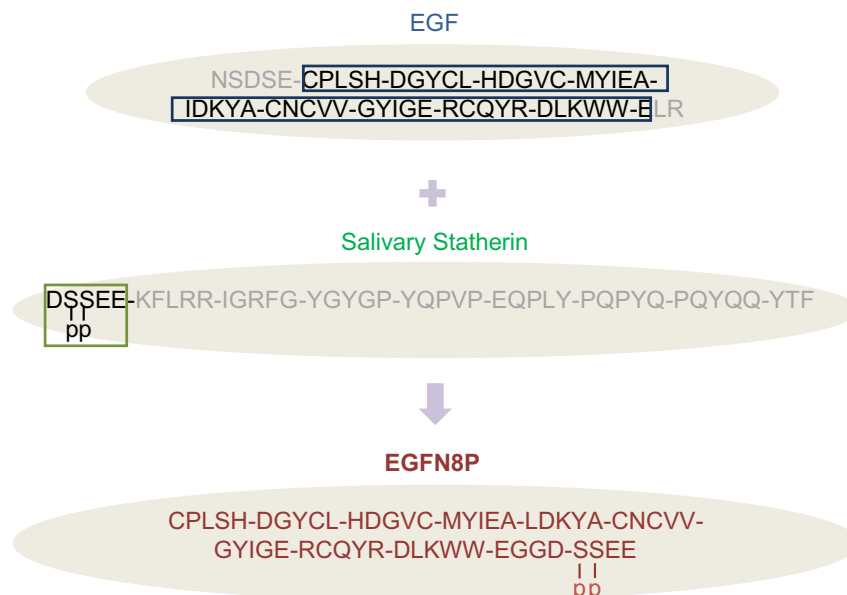 EGF
NSDSE-CPLSH-DGYCL-HDGVC-MYIEA-
IDKYA-CNCVV-GYIGE-RCQYR-DLKWW-ELR
Salivary Statherin
DSSEE-KFLRR-IGRFG-YGYGP-YQPVP-EQPLY-PQPYQ-PQYQQ-YTF
pp
EGFN8P
CPLSH-DGYCL-HDGVC-MYIEA-LDKYA-CNCVV-
GYIGE-RCQYR-DLKWW-EGGD-SSEE
pp